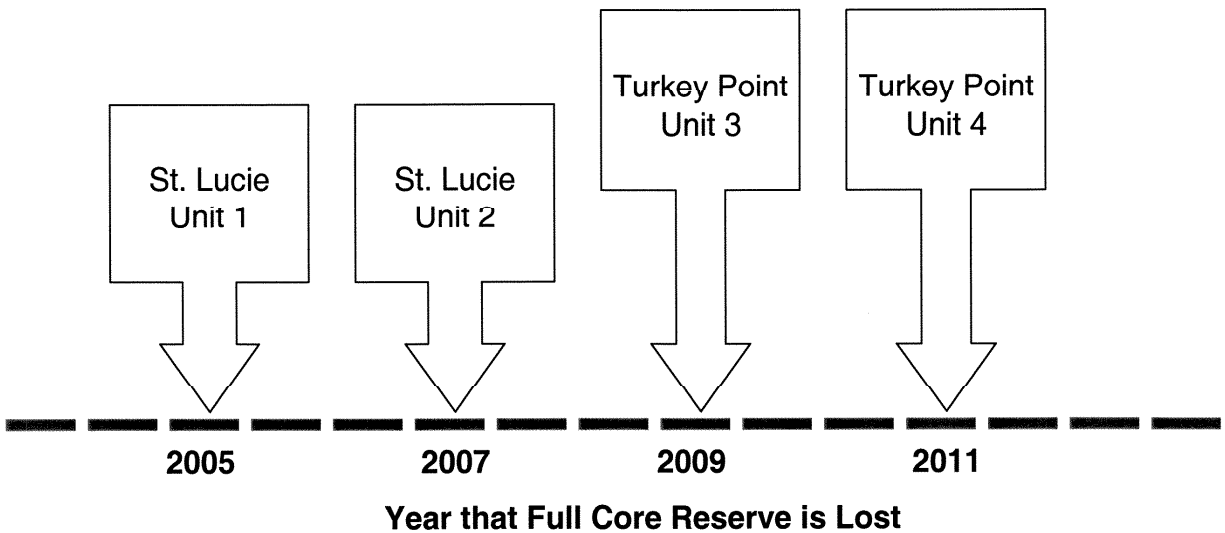 St. Lucie
Unit 1
St. Lucie
Unit 2
Turkey Point
Unit 3
Turkey Point
Unit 4
2005
2007
2009
2011
Year that Full Core Reserve is Lost